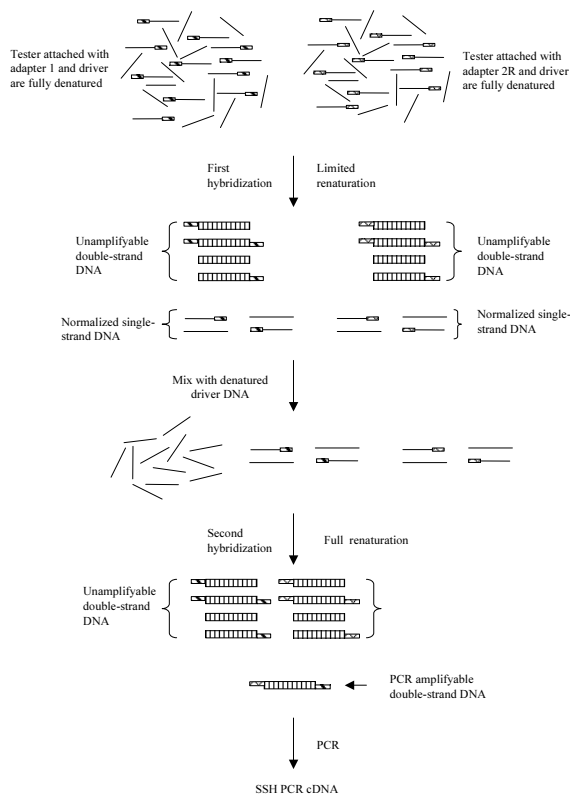 Tester attached with
adapter 1 and driver
are fully denatured
Tester attached with
adapter 2R and driver
are fully denatured
First
hybridization
Limited
renaturation
Unamplifyable
double-strand
DNA
Unamplifyable
double-strand
DNA
Normalized single-
strand DNA
Normalized single-
strand DNA
Mix with denatured
driver DNA
Second
hybridization
Full renaturation
Unamplifyable
double-strand
DNA
PCR amplifyable
double-strand DNA
PCR
SSH PCR cDNA